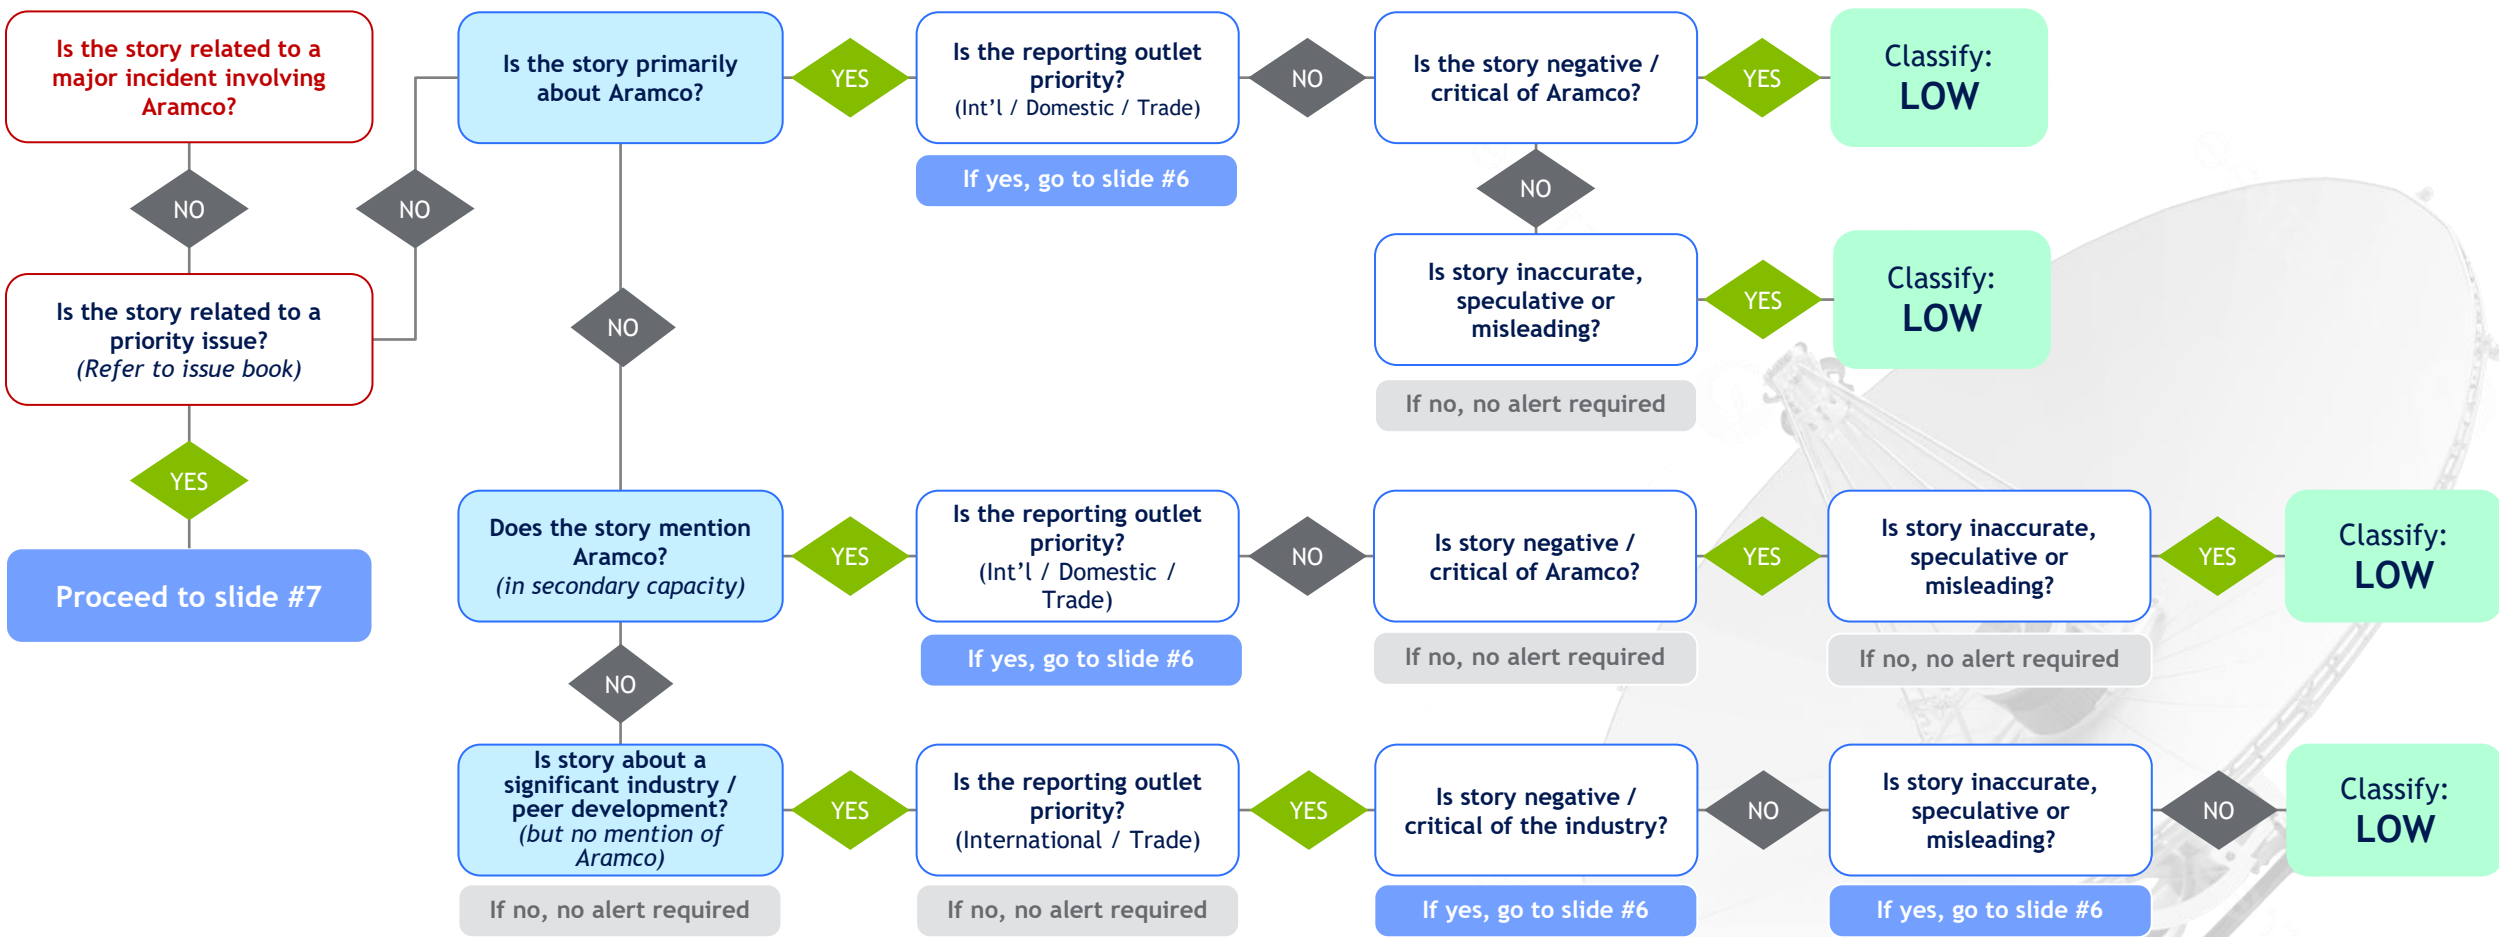 Is the story related to a
major incident involving
Aramco?
NO
Is the story related to a
priority issue?
(Refer to issue book)
YES
Proceed to slide #7
NO
Is the story primarily
about Aramco?
YES
Is the reporting outlet
priority?
(Int'l / Domestic / Trade)
If yes, go to slide #6
NO
Is the story negative /
critical of Aramco?
YES
Classify:
LOW
NO
Is story inaccurate,
speculative or
misleading?
YES
Classify:
LOW
If no, no alert required
NO
Does the story mention
Aramco?
(in secondary capacity)
YES
Is the reporting outlet
priority?
(Int'l / Domestic /
Trade)
If yes, go to slide #6
NO
Is story negative /
critical of Aramco?
If no, no alert required
YES
Is story inaccurate,
speculative or
misleading?
If no, no alert required
YES
Classify:
LOW
NO
Is story about a
significant industry /
peer development?
(but no mention of
Aramco)
If no, no alert required
YES
Is the reporting outlet
priority?
(International / Trade)
If no, no alert required
YES
Is story negative /
critical of the industry?
If yes, go to slide #6
NO
Is story inaccurate,
speculative or
misleading?
If yes, go to slide #6
NO
Classify:
LOW